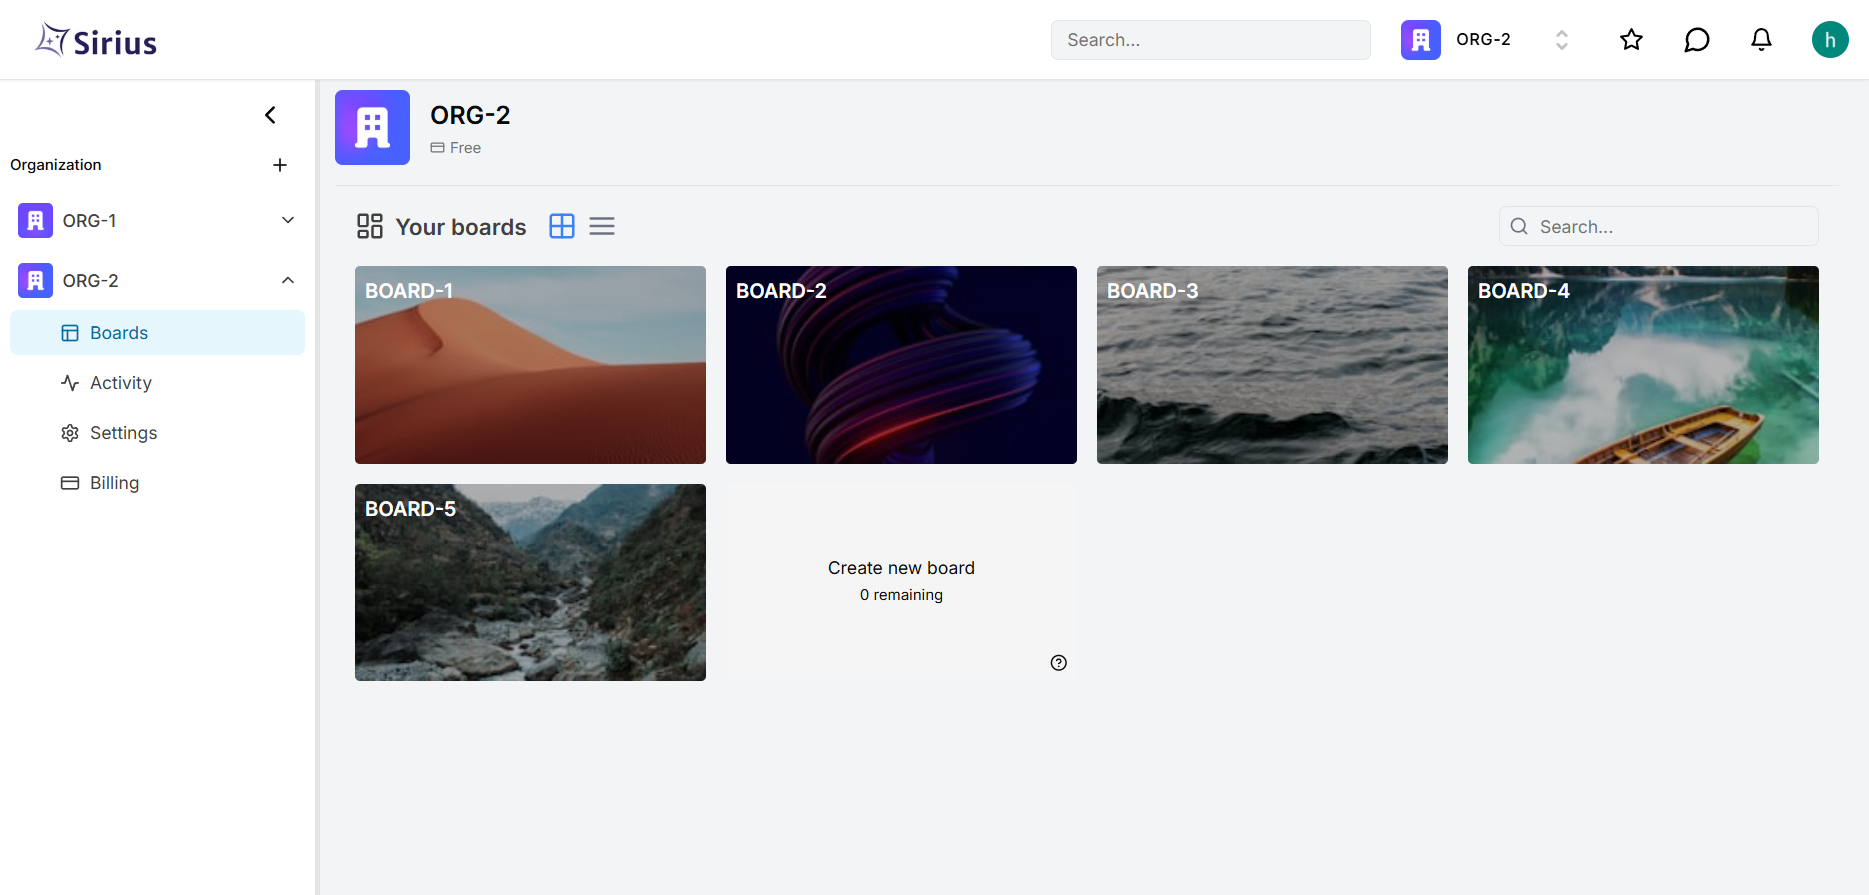 Sirius
Search...
ORG-2
h
Organization
ORG-1
ORG-2
Boards
Activity
Settings
Billing
ORG-2
Free
Your boards
Search...
BOARD-1
BOARD-2
BOARD-3
BOARD-4
BOARD-5
Create new board
0 remaining